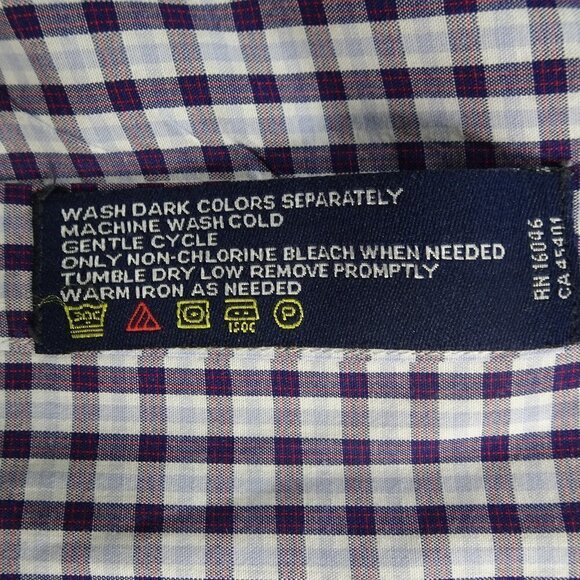 WASH DARK COLORS SEPARATELY
MACHINE WASH COLD
GENTLE CYCLE
ONLY NON-CHLORINE BLEACH WHEN NEEDED
TUMBLE DRY LOW REMOVE PROMPTLY
WARM IRON AS NEEDED
150C
P
RN 16046
CA 45401